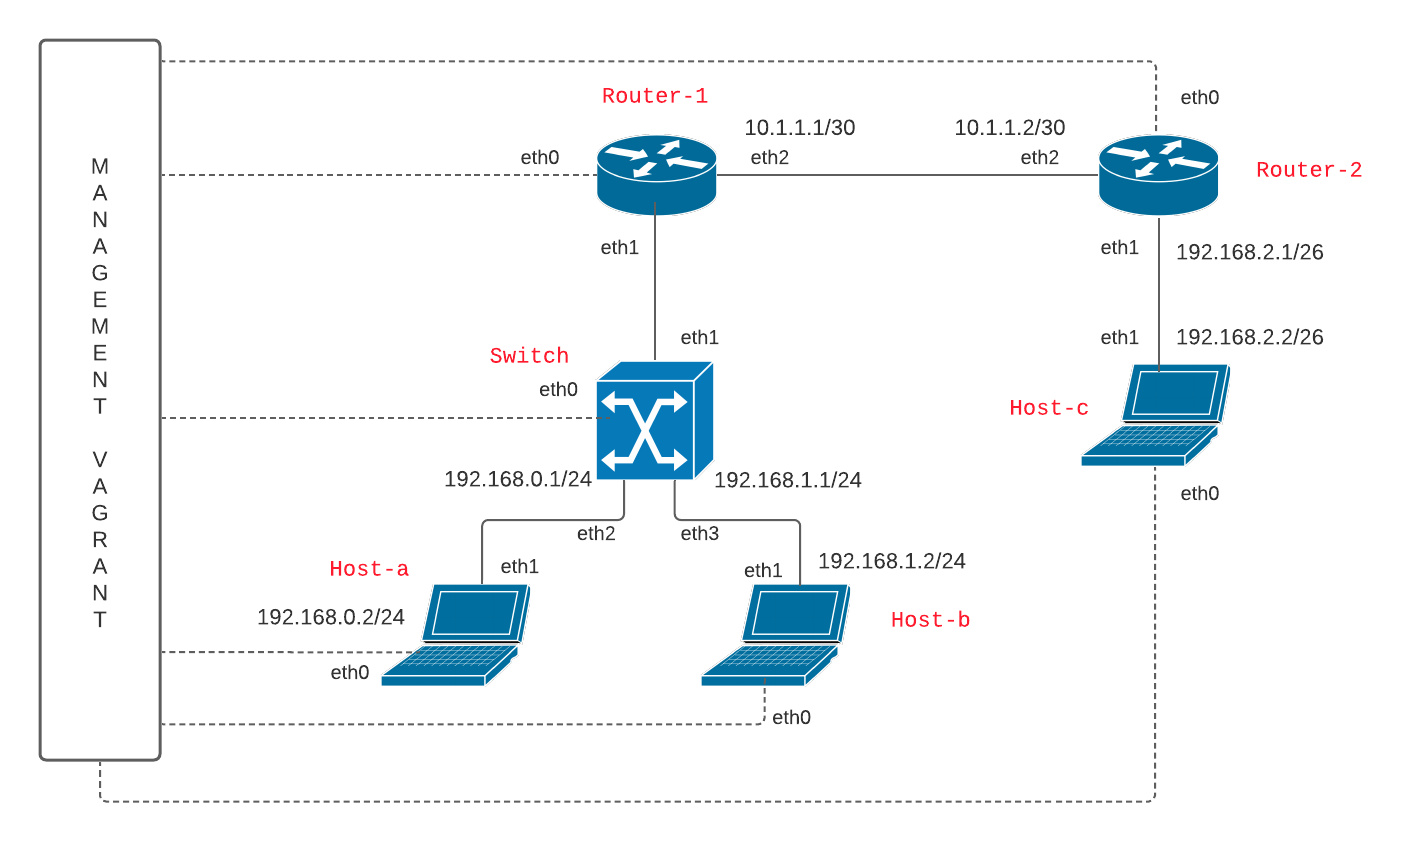 MANAGEMENT VAGRANT
eth0
Router-1
10.1.1.1/30
10.1.1.2/30
eth0
eth2
eth2
Router-2
eth1
eth1
192.168.2.1/26
eth1
eth1
192.168.2.2/26
Switch
eth0
Host-c
192.168.0.1/24
192.168.1.1/24
eth0
eth2
eth3
Host-a
eth1
eth1
192.168.1.2/24
192.168.0.2/24
Host-b
eth0
eth0